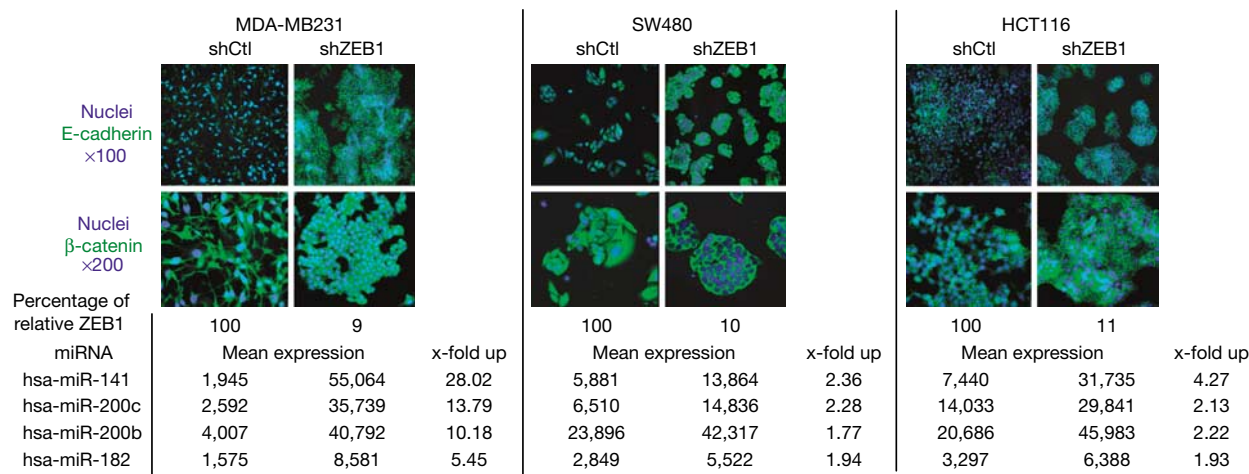 MDA-MB231 SW480 HCT116
shCtl shZEB1 shCtl shZEB1 shCtl shZEB1
Nuclei
E-cadherin
×100
Nuclei
β-catenin
×200
Percentage of
relative ZEB1 100 9 100 10 100 11
miRNA Mean expression x-fold up Mean expression x-fold up Mean expression x-fold up
hsa-miR-141 1,945 55,064 28.02 5,881 13,864 2.36 7,440 31,735 4.27
hsa-miR-200c 2,592 35,739 13.79 6,510 14,836 2.28 14,033 29,841 2.13
hsa-miR-200b 4,007 40,792 10.18 23,896 42,317 1.77 20,686 45,983 2.22
hsa-miR-182 1,575 8,581 5.45 2,849 5,522 1.94 3,297 6,388 1.93